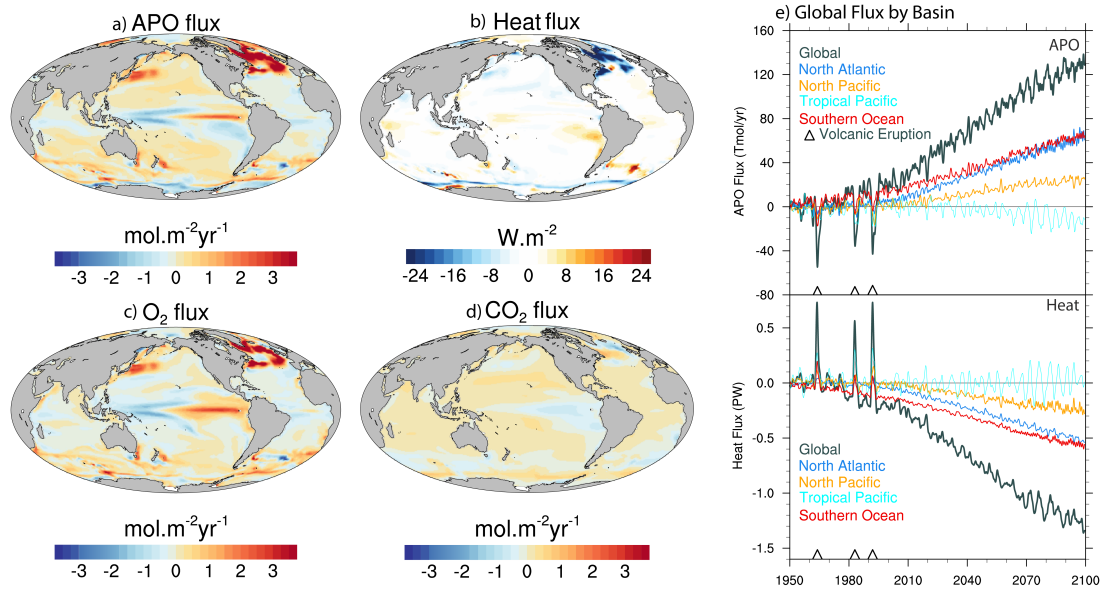 a) APO flux
mol.m-2yr-1
-3 -2 -1 0 1 2 3
b) Heat flux
W.m-2
-24 -16 -8 0 8 16 24
c) O2 flux
mol.m-2yr-1
-3 -2 -1 0 1 2 3
d) CO2 flux
mol.m-2yr-1
-3 -2 -1 0 1 2 3
e) Global Flux by Basin
APO
Global
North Atlantic
North Pacific
Tropical Pacific
Southern Ocean
△ Volcanic Eruption
APO Flux (Tmol/yr)
160
120
80
40
0
-40
-80
Heat
Heat Flux (PW)
0.5
0.0
-0.5
-1.0
-1.5
Global
North Atlantic
North Pacific
Tropical Pacific
Southern Ocean
1950 1980 2010 2040 2070 2100